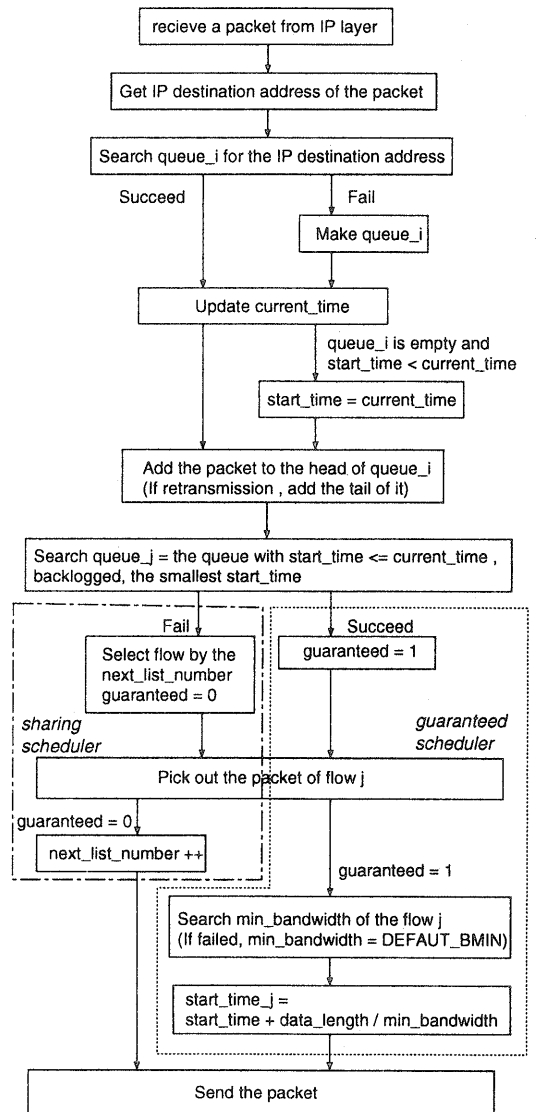 recieve a packet from IP layer
Get IP destination address of the packet
Search queue_i for the IP destination address
Succeed
Fail
Make queue_i
Update current_time
queue_i is empty and
start_time < current_time
start_time = current_time
Add the packet to the head of queue_i
(If retransmission , add the tail of it)
Search queue_j = the queue with start_time <= current_time ,
backlogged, the smallest start_time
Fail
Succeed
Select flow by the
next_list_number
guaranteed = 0
guaranteed = 1
sharing
scheduler
guaranteed
scheduler
Pick out the packet of flow j
guaranteed = 0
next_list_number ++
guaranteed = 1
Search min_bandwidth of the flow j
(If failed, min_bandwidth = DEFAUT_BMIN)
start_time_j =
start_time + data_length / min_bandwidth
Send the packet